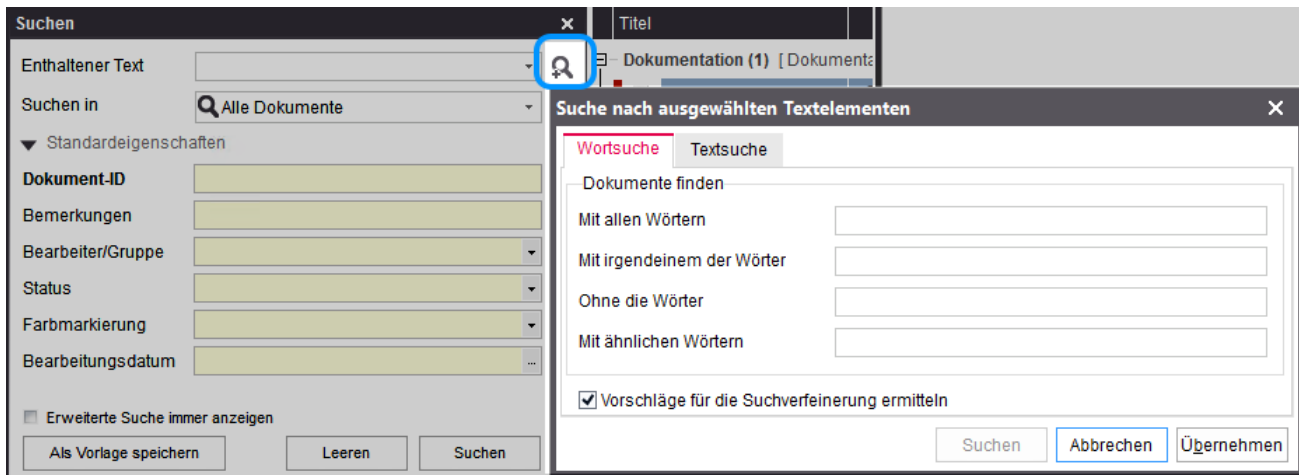 Suchen
Enthaltener Text
Suchen in
Alle Dokumente
Standardeigenschaften
Dokument-ID
Bemerkungen
Bearbeiter/Gruppe
Status
Farbmarkierung
Bearbeitungsdatum
...
Erweiterte Suche immer anzeigen
Als Vorlage speichern
Leeren
Suchen
Titel
Dokumentation (1) [ Dokumenta
Suche nach ausgewählten Textelementen
Wortsuche
Textsuche
Dokumente finden
Mit allen Wörtern
Mit irgendeinem der Wörter
Ohne die Wörter
Mit ähnlichen Wörtern
Vorschläge für die Suchverfeinerung ermitteln
Suchen
Abbrechen
Übernehmen